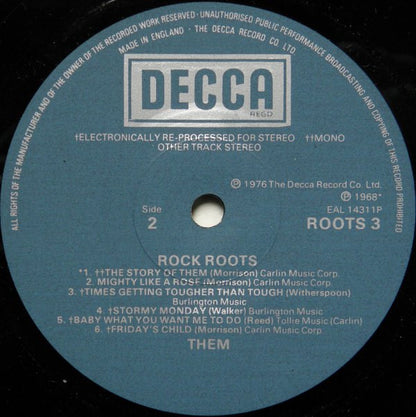 ALL RIGHTS OF THE MANUFACTURER AND OF THE OWNER OF THE RECORDED WORK RESERVED · UNAUTHORISED PUBLIC PERFORMANCE BROADCASTING AND COPYING OF THIS RECORD PROHIBITED
MADE IN ENGLAND · THE DECCA RECORD CO LTD
DECCA
REGD
†ELECTRONICALLY RE-PROCESSED FOR STEREO ††MONO
OTHER TRACK STEREO
℗ 1976 The Decca Record Co. Ltd.
℗ 1968*
EAL 14311P
Side
2
ROOTS 3
ROCK ROOTS
*1. ††THE STORY OF THEM (Morrison) Carlin Music Corp.
2. MIGHTY LIKE A ROSE (Morrison) Carlin Music Corp.
3. †TIMES GETTING TOUGHER THAN TOUGH (Witherspoon)
Burlington Music
4. †STORMY MONDAY (Walker) Burlington Music
5. †BABY WHAT YOU WANT ME TO DO (Reed) Tollie Music (Carlin)
6. †FRIDAY'S CHILD (Morrison) Carlin Music Corp.
THEM